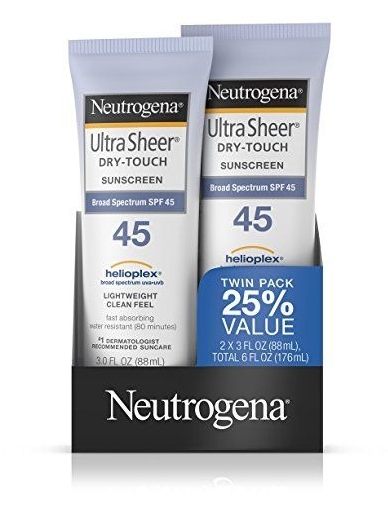 Neutrogena®
Ultra Sheer®
DRY-TOUCH
SUNSCREEN
Broad Spectrum SPF 45
45
helioplex®
broad spectrum uva•uvb
LIGHTWEIGHT
CLEAN FEEL
fast absorbing
water resistant (80 minutes)
#1 DERMATOLOGIST
RECOMMENDED SUNCARE
3.0 FL OZ (88mL)
Neutrogena®
Ultra Sheer®
DRY-TOUCH
SUNSCREEN
Broad Spectrum SPF 45
45
helioplex®
TWIN PACK
25%
VALUE
2 X 3 FL OZ (88mL),
TOTAL 6 FL OZ (176mL)
Neutrogena®